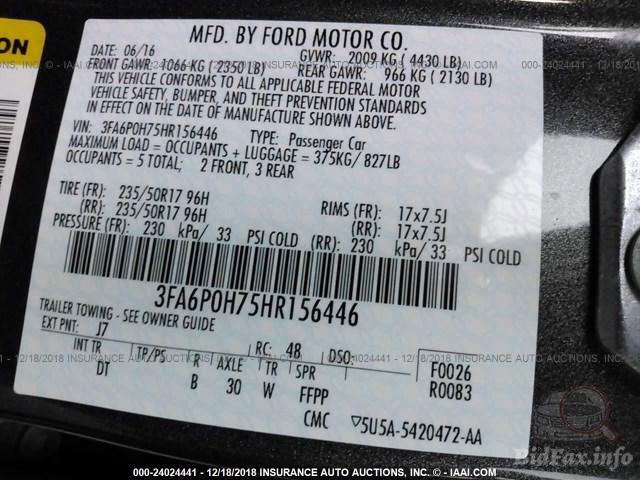 ON
MFD. BY FORD MOTOR CO.
DATE: 06/16 GVWR: 2009 KG ( 4430 LB)
FRONT GAWR: 1066 KG ( 2350 LB) REAR GAWR: 966 KG ( 2130 LB)
THIS VEHICLE CONFORMS TO ALL APPLICABLE FEDERAL MOTOR
VEHICLE SAFETY, BUMPER, AND THEFT PREVENTION STANDARDS
IN EFFECT ON THE DATE OF MANUFACTURE SHOWN ABOVE.
VIN: 3FA6P0H75HR156446 TYPE: Passenger Car
MAXIMUM LOAD = OCCUPANTS + LUGGAGE = 375KG/ 827LB
OCCUPANTS = 5 TOTAL; 2 FRONT, 3 REAR
TIRE (FR): 235/50R17 96H RIMS (FR): 17x7.5J
(RR): 235/50R17 96H (RR): 17x7.5J
PRESSURE (FR): 230 kPa/ 33 PSI COLD (RR): 230 kPa/ 33 PSI COLD
3FA6P0H75HR156446
TRAILER TOWING - SEE OWNER GUIDE
EXT PNT: J7 RC: 48 DSO: F0026
INT TR TP/PS R AXLE TR SPR R0083
DT B 30 W FFPP
CMC 5U5A-5420472-AA
BidFax.info
000-24024441 - 12/18/2018 INSURANCE AUTO AUCTIONS INC. - © IAAI.COM